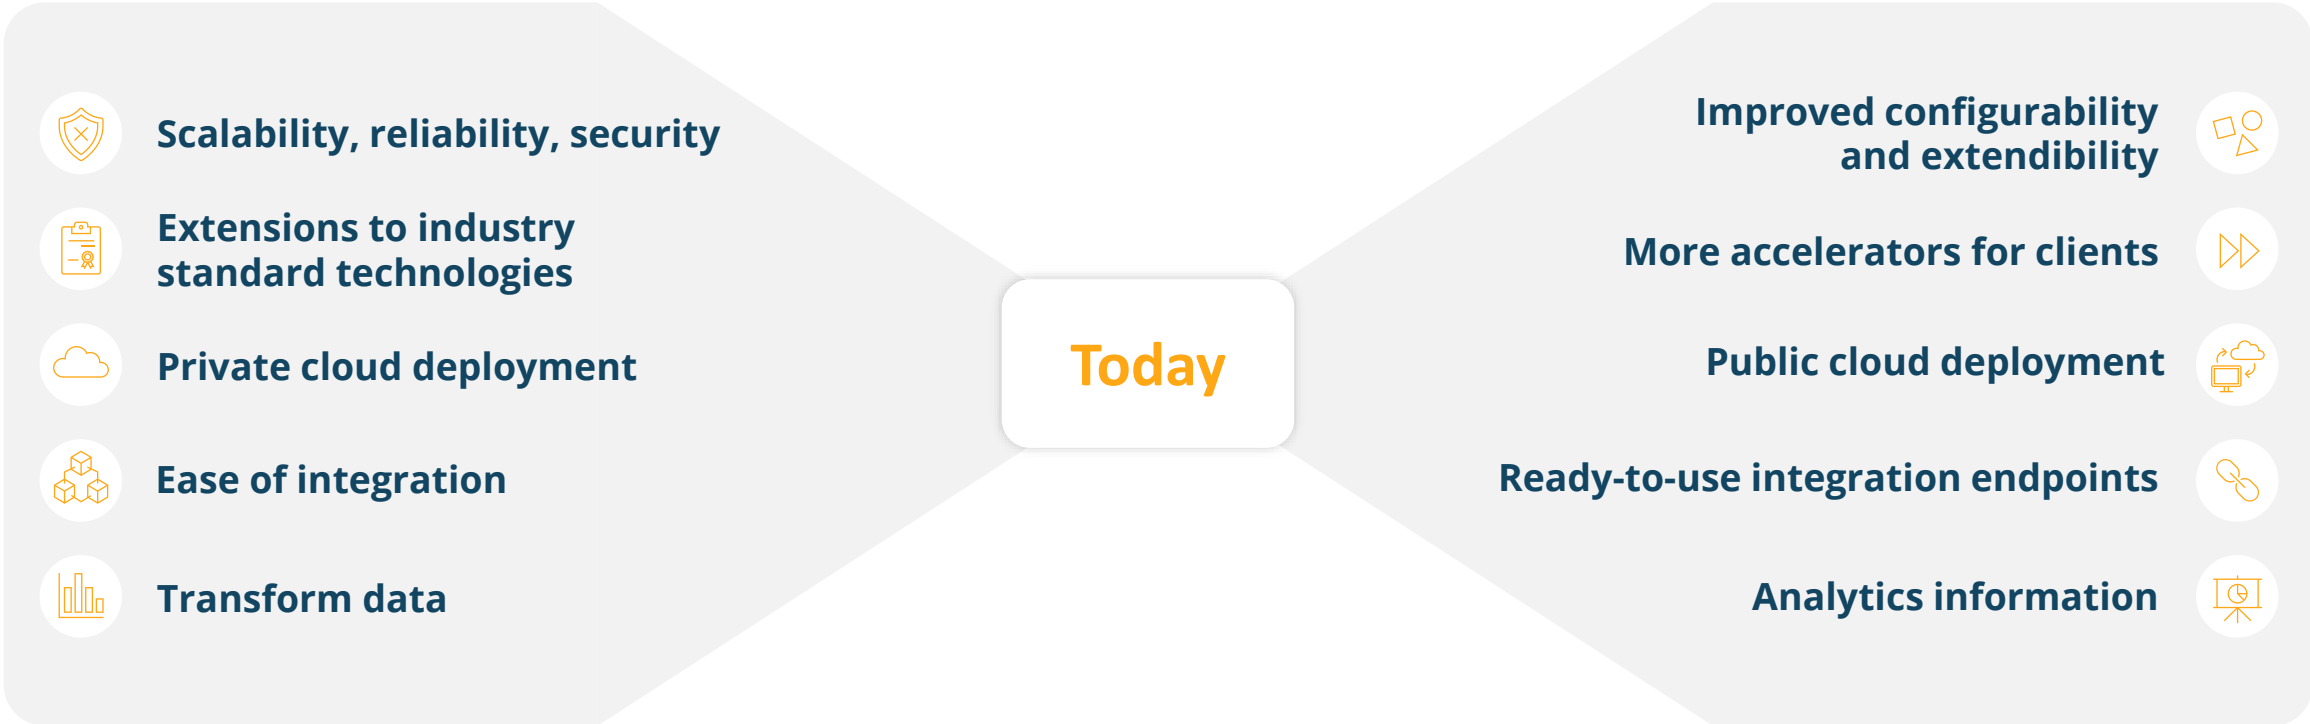 Scalability, reliability, security
Extensions to industry
standard technologies
Private cloud deployment
Ease of integration
Transform data
Today
Improved configurability
and extendibility
More accelerators for clients
Public cloud deployment
Ready-to-use integration endpoints
Analytics information